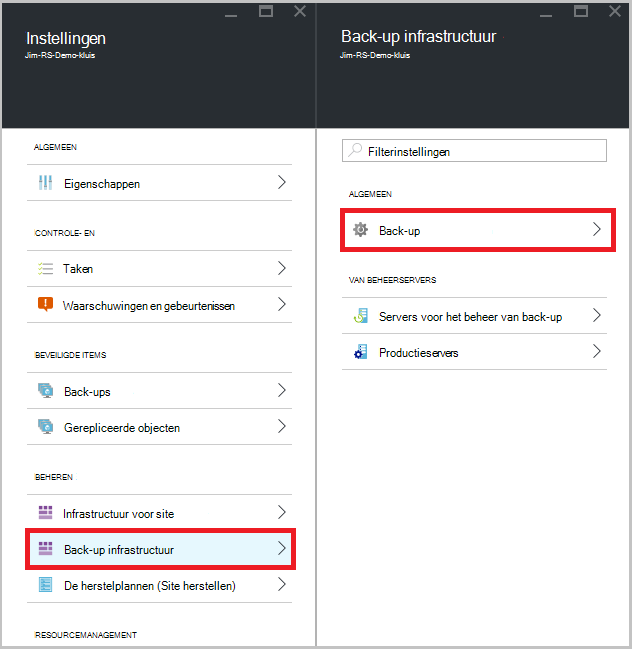 Instellingen
Jim-RS-Demo-kluis
ALGEMEEN
Eigenschappen
CONTROLE- EN
Taken
Waarschuwingen en gebeurtenissen
BEVEILIGDE ITEMS
Back-ups
Gerepliceerde objecten
BEHEREN
Infrastructuur voor site
Back-up infrastructuur
De herstelplannen (Site herstellen)
RESOURCEMANAGEMENT
Back-up infrastructuur
Jim-RS-Demo-kluis
Filterinstellingen
ALGEMEEN
Back-up
VAN BEHEERSERVERS
Servers voor het beheer van back-up
Productieservers